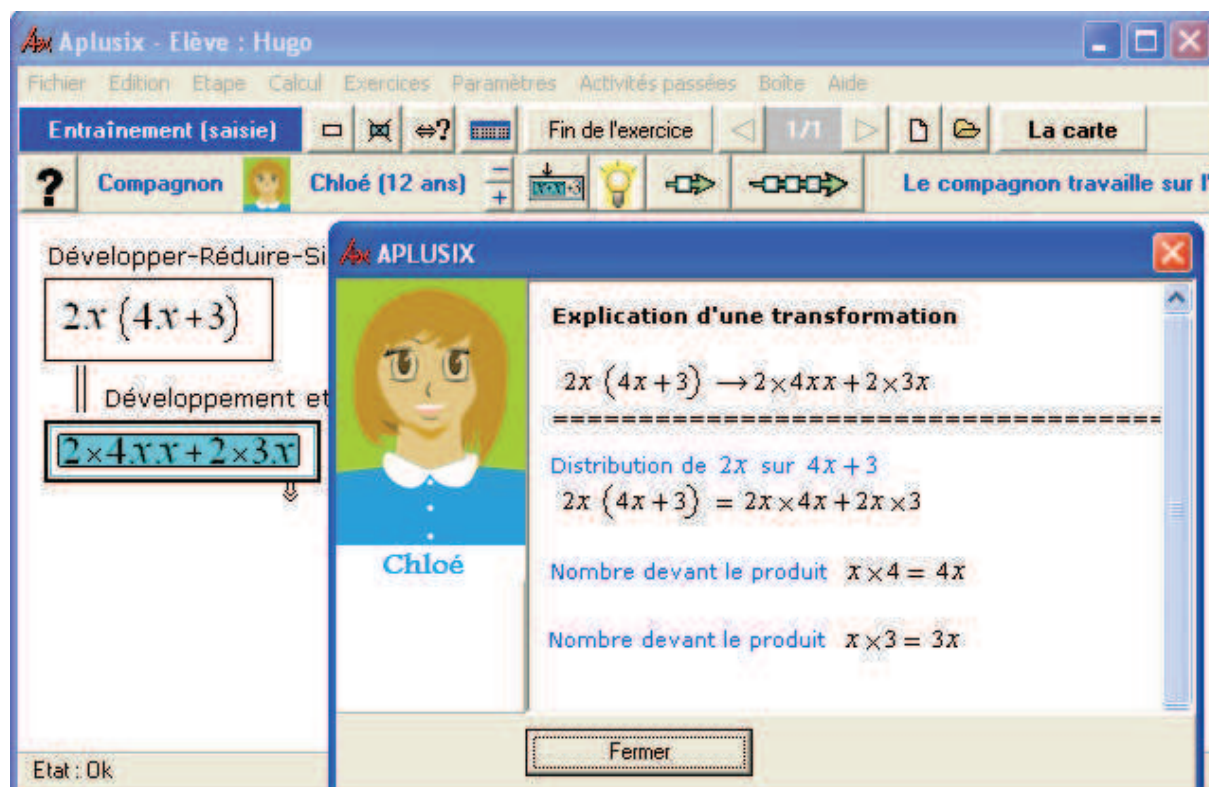 Aplusix - Elève : Hugo
Fichier Edition Etape Calcul Exercices Paramètres Activités passées Boîte Aide
Entraînement (saisie) ⇔? Fin de l'exercice 1/1 La carte
? Compagnon Chloé (12 ans) − + Le compagnon travaille sur l'
Développer-Réduire-Si
2x (4x+3)
Développement et
2×4xx+2×3x
APLUSIX
Chloé
Explication d'une transformation
2x (4x+3) → 2×4xx+2×3x
====================================
Distribution de 2x sur 4x+3
2x (4x+3) = 2x×4x+2x×3
Nombre devant le produit x×4 = 4x
Nombre devant le produit x×3 = 3x
Fermer
Etat : Ok